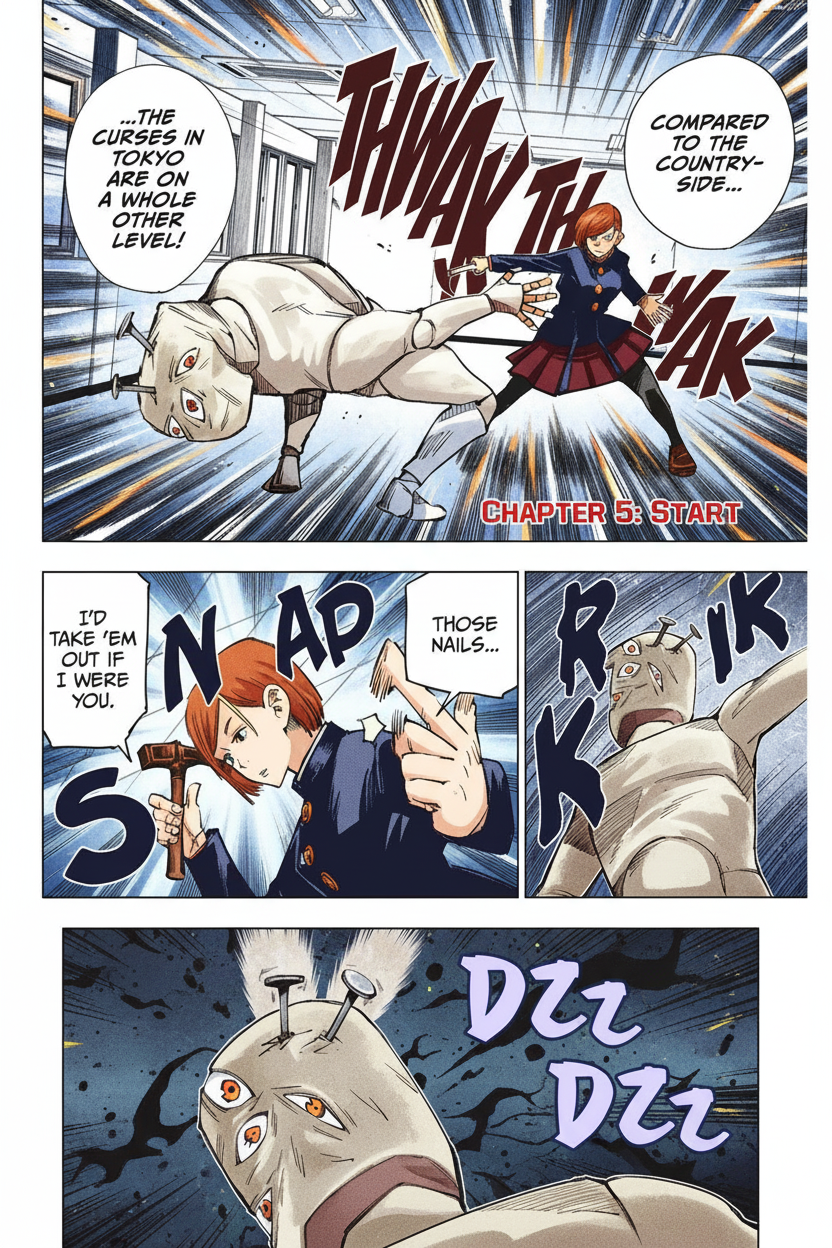 COMPARED
TO THE
COUNTRY-
SIDE...
...THE
CURSES IN
TOKYO
ARE ON
A WHOLE
OTHER
LEVEL!
THWAK THWAK
CHAPTER 5: START
KRIK
THOSE
NAILS...
I'D
TAKE 'EM
OUT IF
I WERE
YOU.
SNAP
DZZ
DZZ